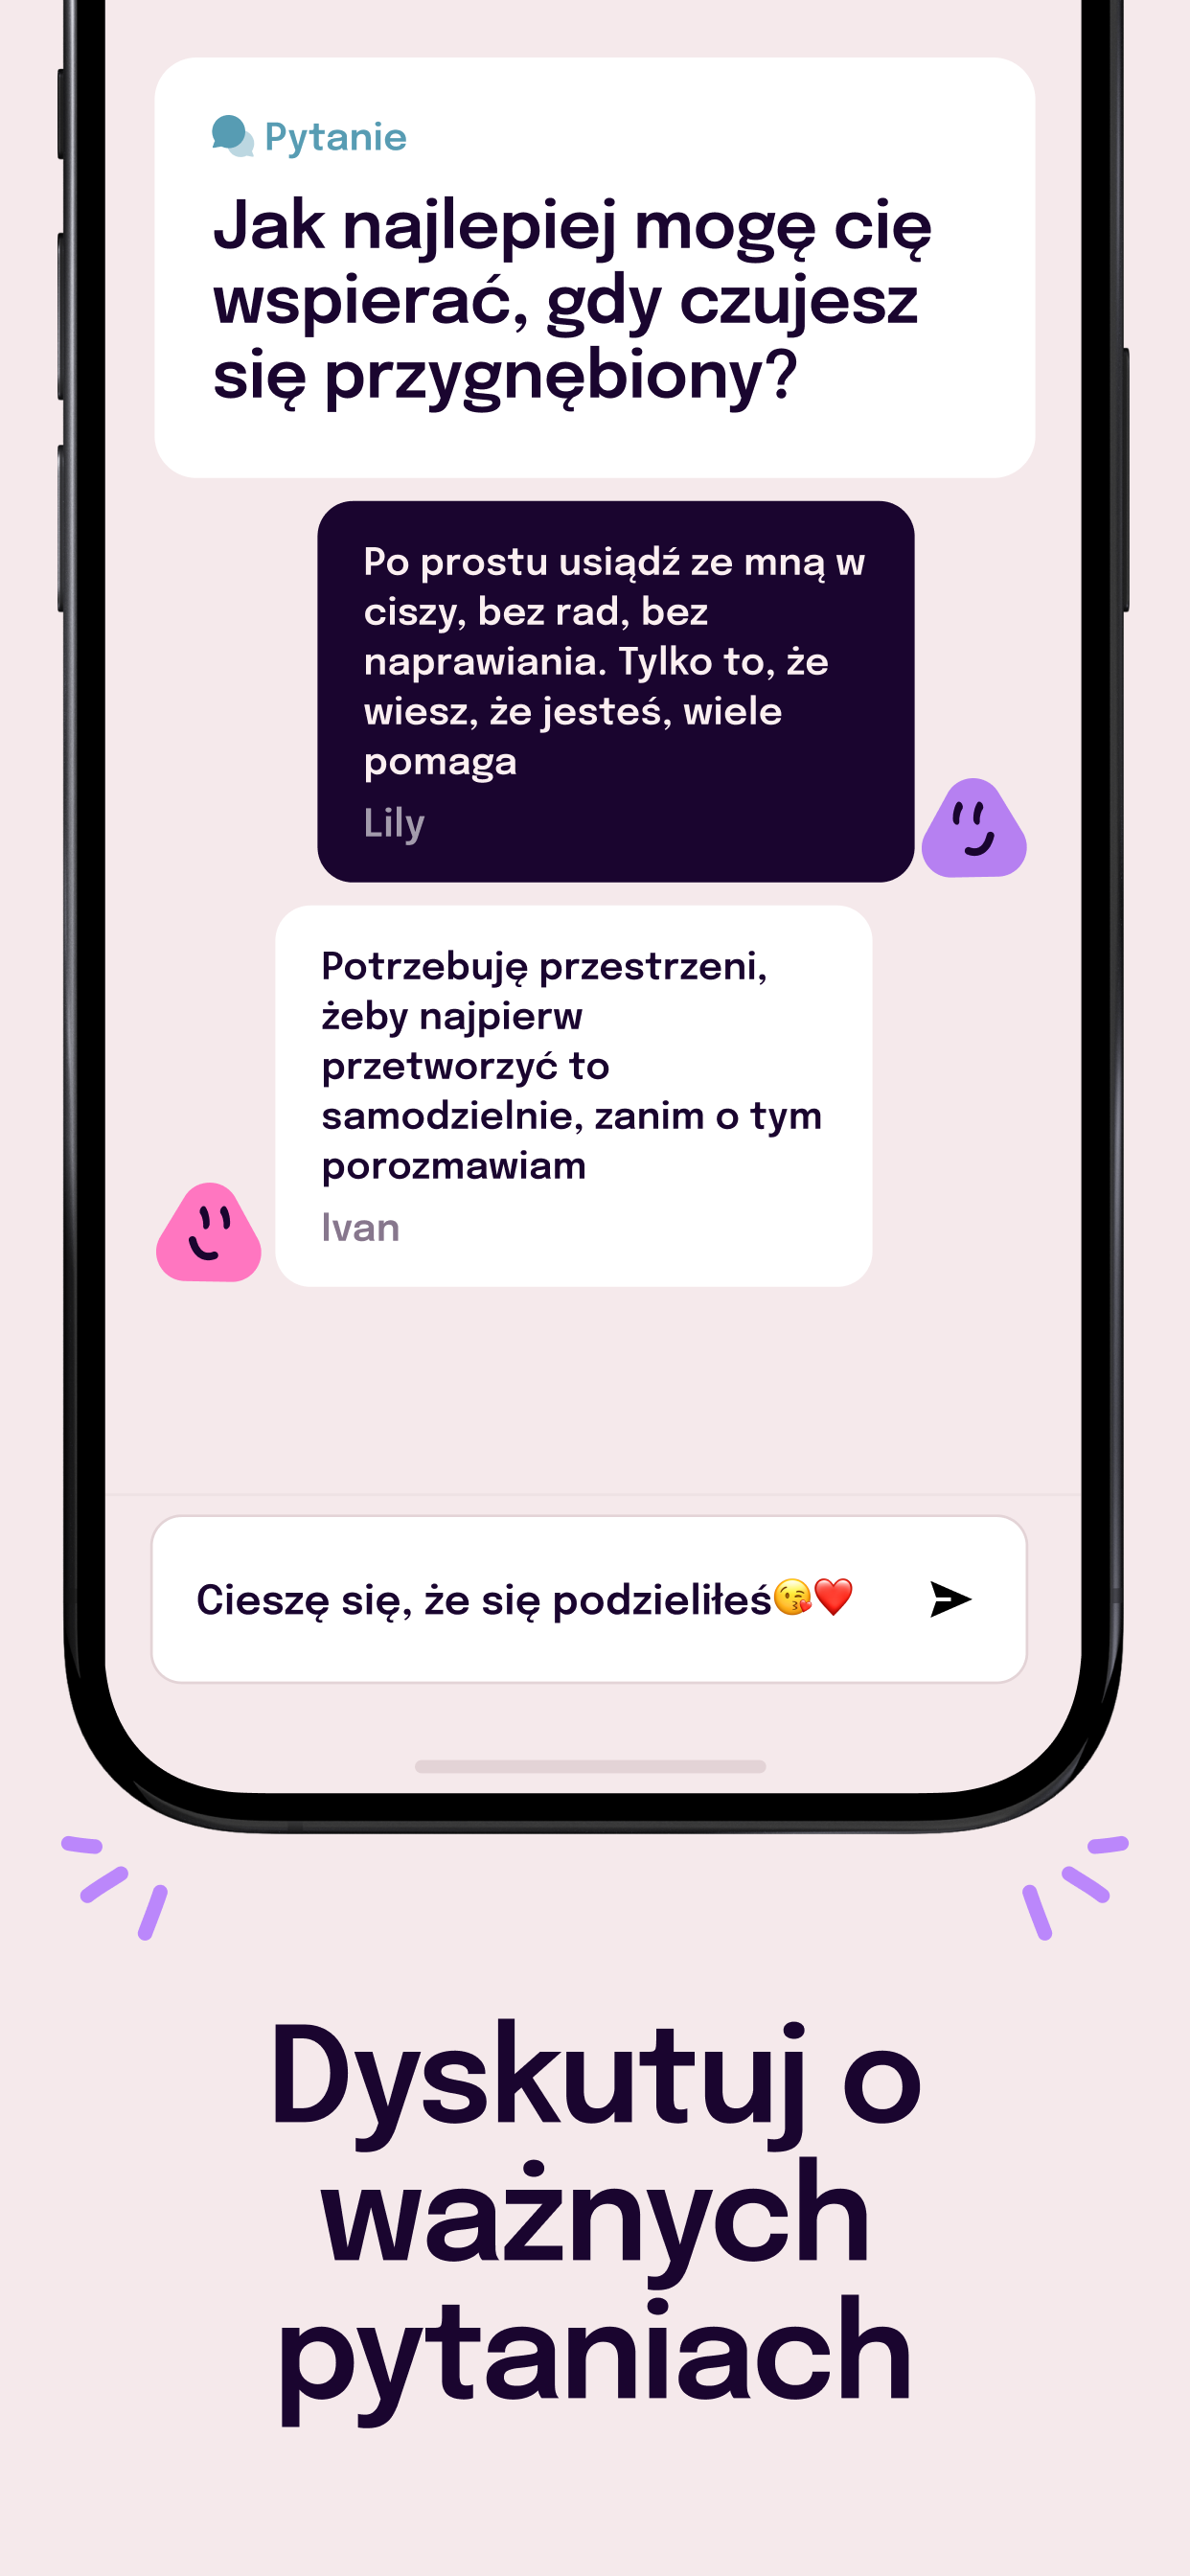 Pytanie
Jak najlepiej mogę cię
wspierać, gdy czujesz
się przygnębiony?
Po prostu usiądź ze mną w
ciszy, bez rad, bez
naprawiania. Tylko to, że
wiesz, że jesteś, wiele
pomaga
Lily
Potrzebuję przestrzeni,
żeby najpierw
przetworzyć to
samodzielnie, zanim o tym
porozmawiam
Ivan
Cieszę się, że się podzieliłeś😘❤️
Dyskutuj o
ważnych
pytaniach